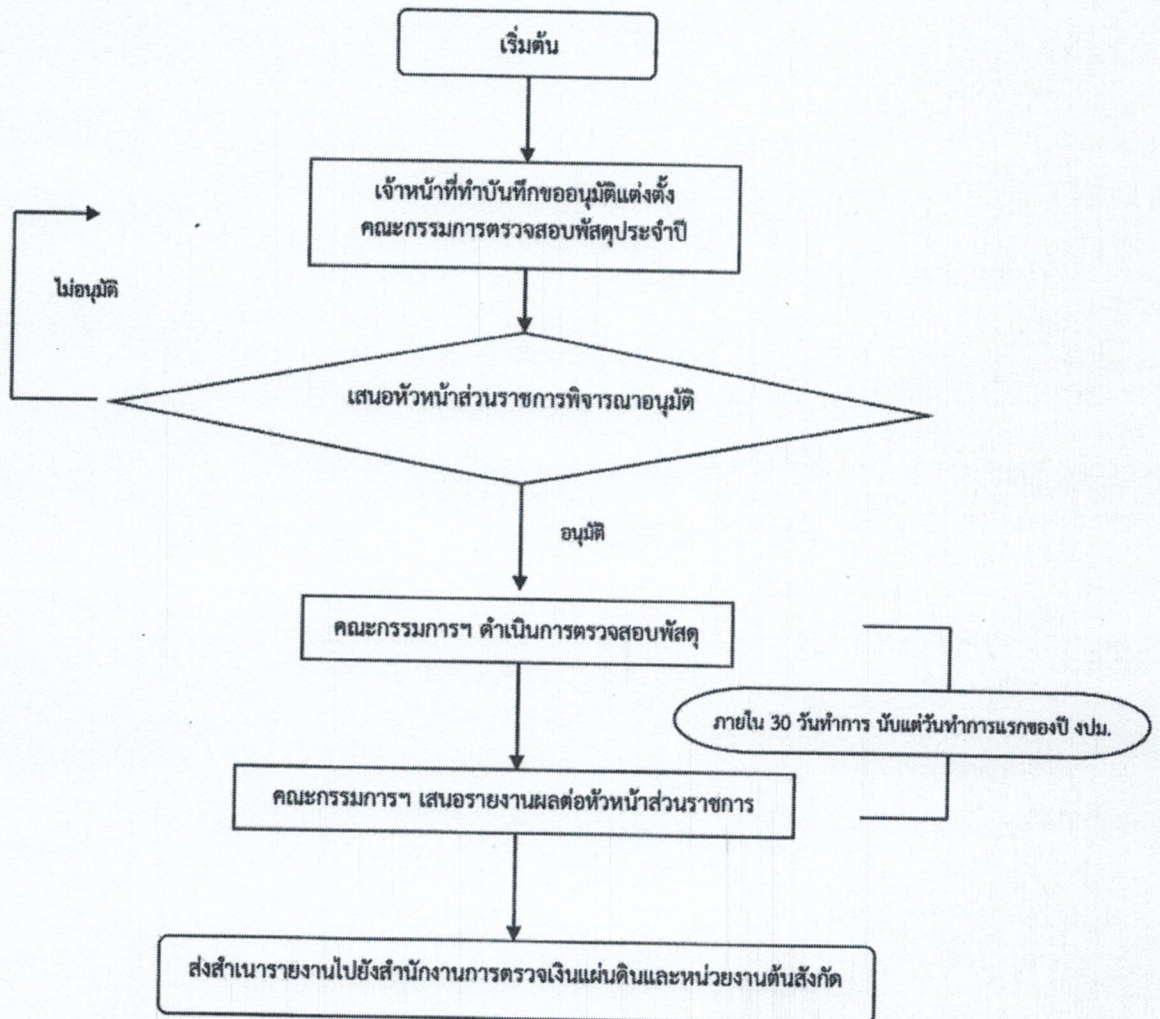 เริ่มต้น
เจ้าหน้าที่ทำบันทึกขออนุมัติแต่งตั้ง
คณะกรรมการตรวจสอบพัสดุประจำปี
ไม่อนุมัติ
เสนอหัวหน้าส่วนราชการพิจารณาอนุมัติ
อนุมัติ
คณะกรรมการฯ ดำเนินการตรวจสอบพัสดุ
ภายใน 30 วันทำการ นับแต่วันทำการแรกของปี งปม.
คณะกรรมการฯ เสนอรายงานผลต่อหัวหน้าส่วนราชการ
ส่งสำเนารายงานไปยังสำนักงานการตรวจเงินแผ่นดินและหน่วยงานต้นสังกัด